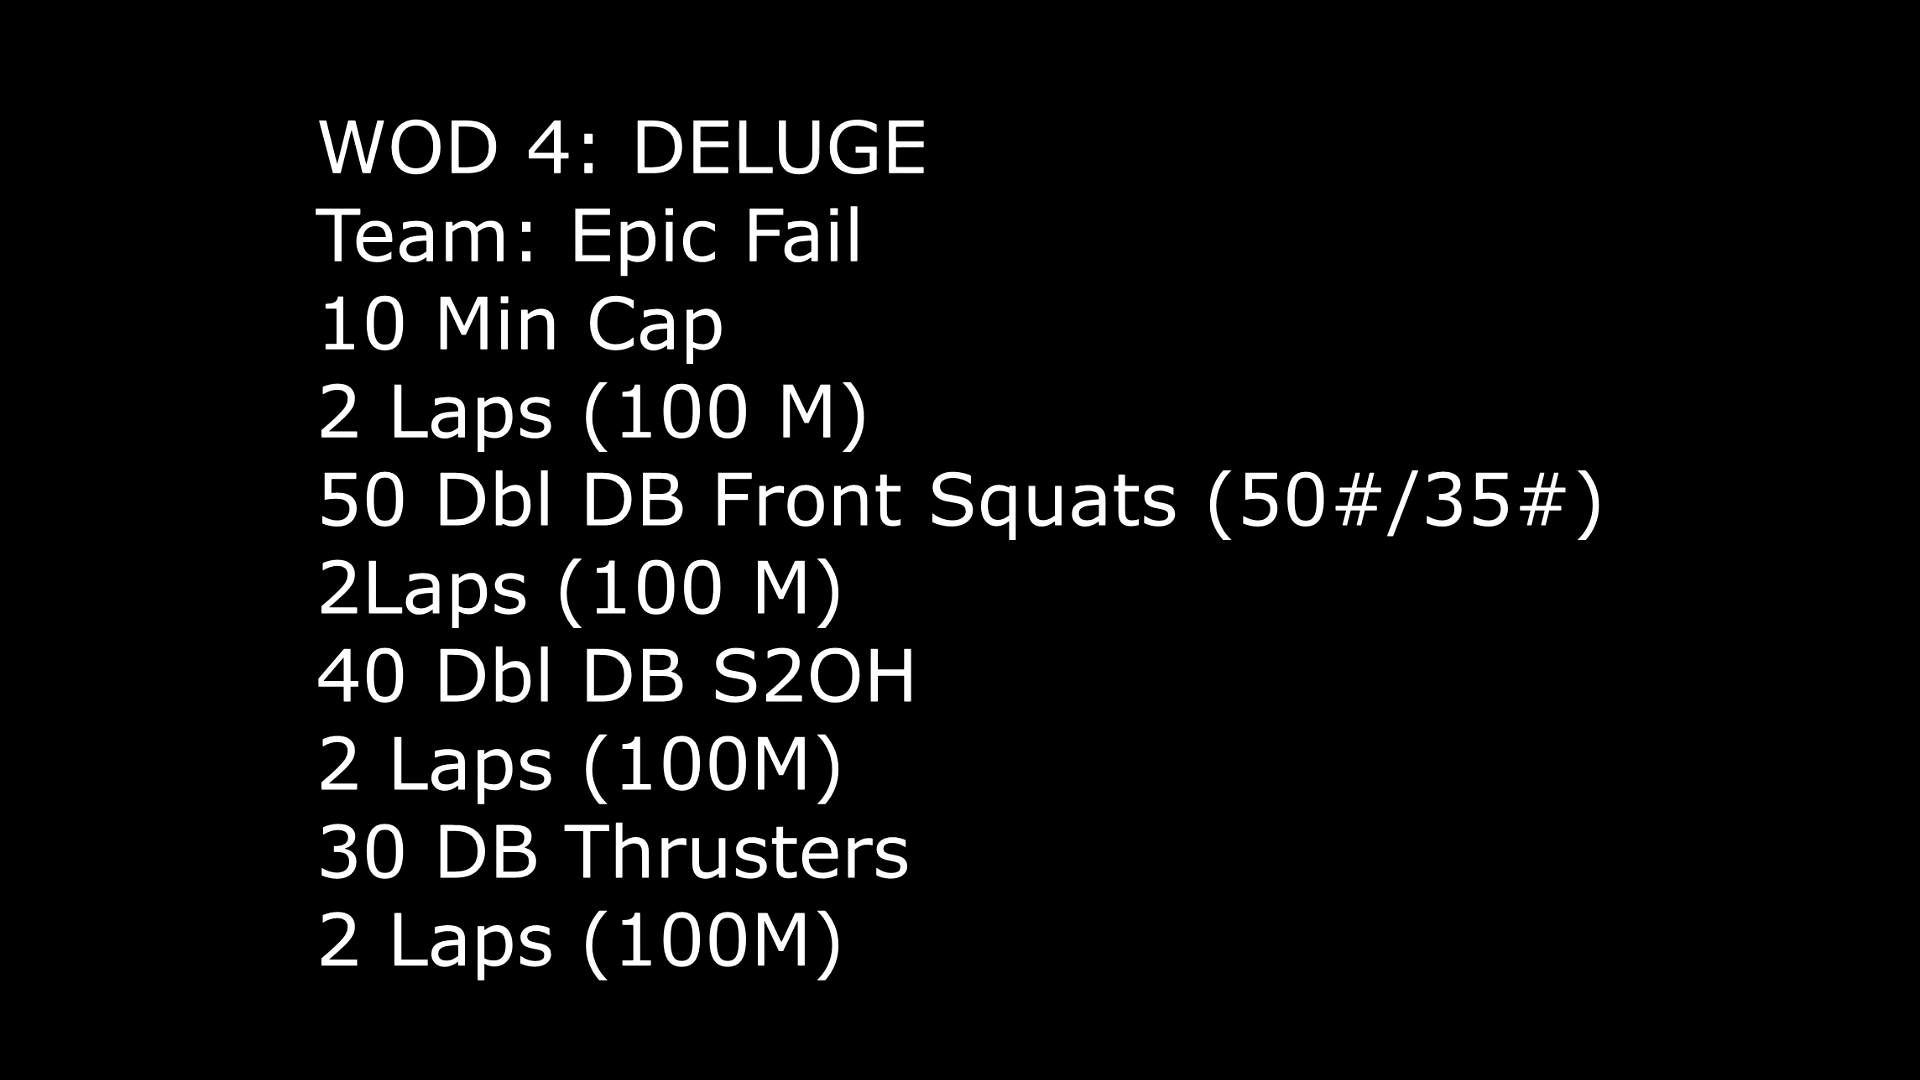 WOD 4: DELUGE
Team: Epic Fail
10 Min Cap
2 Laps (100 M)
50 Dbl DB Front Squats (50#/35#)
2Laps (100 M)
40 Dbl DB S2OH
2 Laps (100M)
30 DB Thrusters
2 Laps (100M)